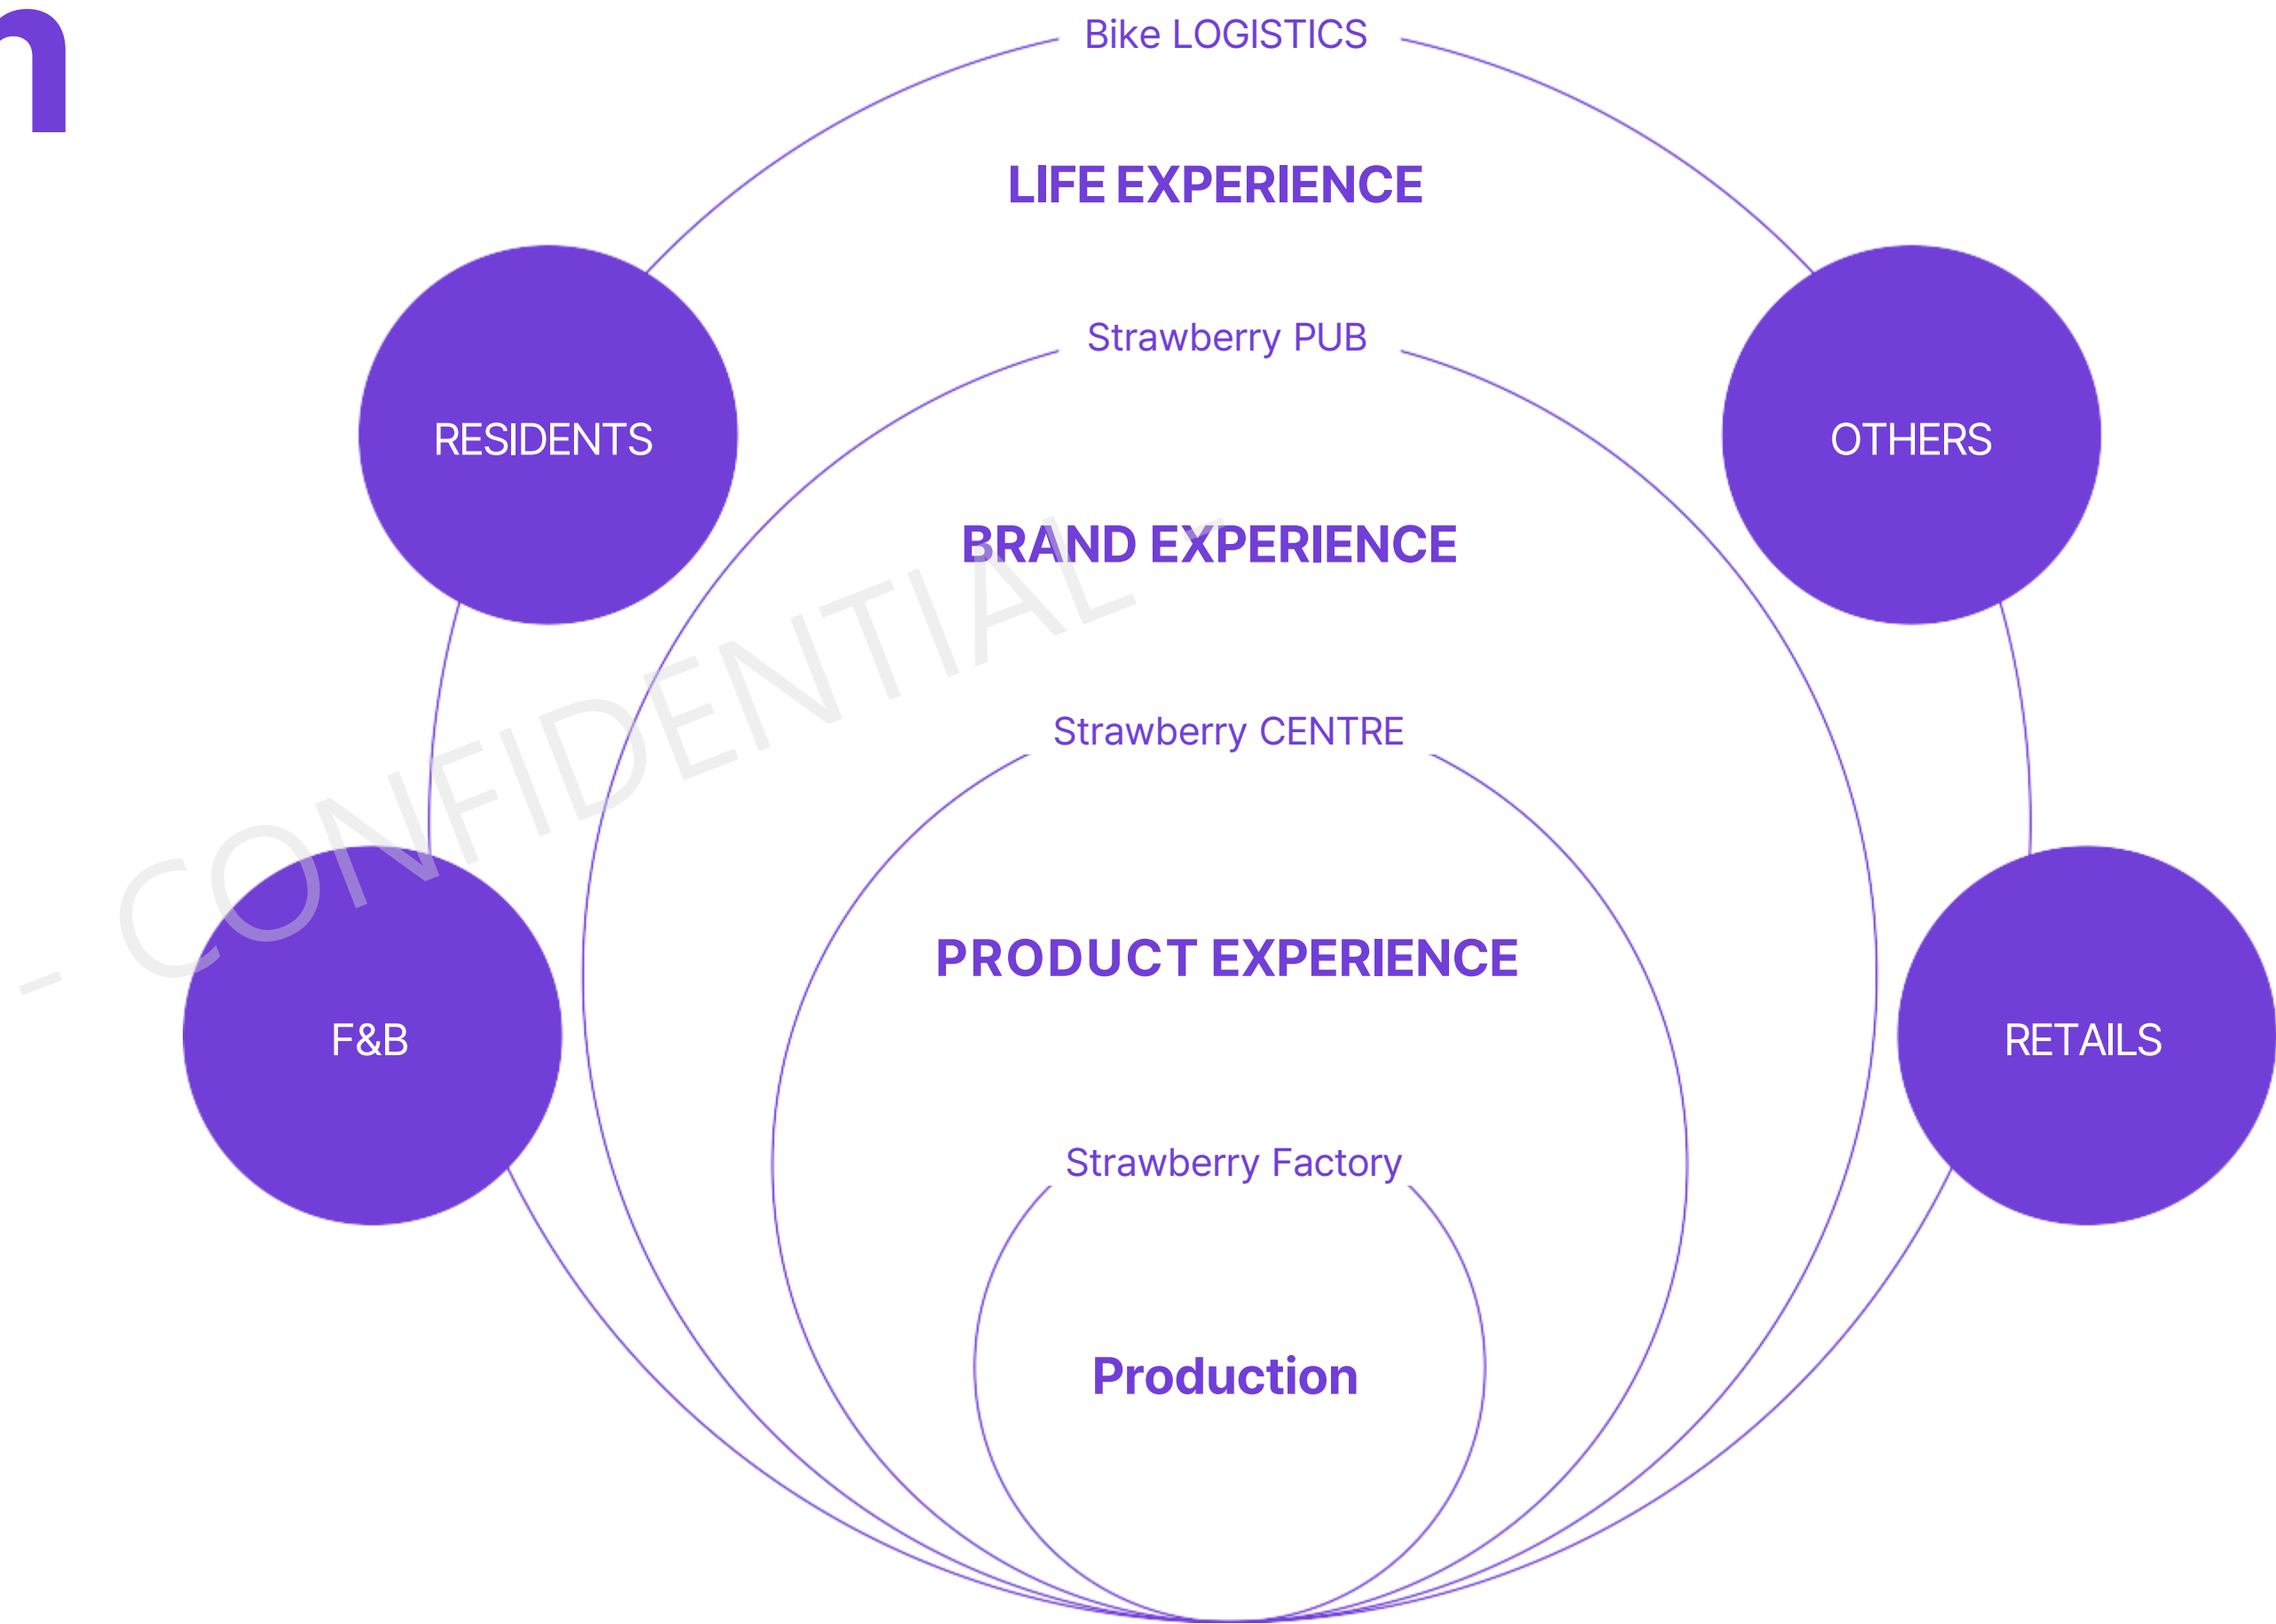 n
Bike LOGISTICS
LIFE EXPERIENCE
Strawberry PUB
RESIDENTS
OTHERS
BRAND EXPERIENCE
- CONFIDENTIAL -
Strawberry CENTRE
PRODUCT EXPERIENCE
F&B
RETAILS
Strawberry Factory
Production